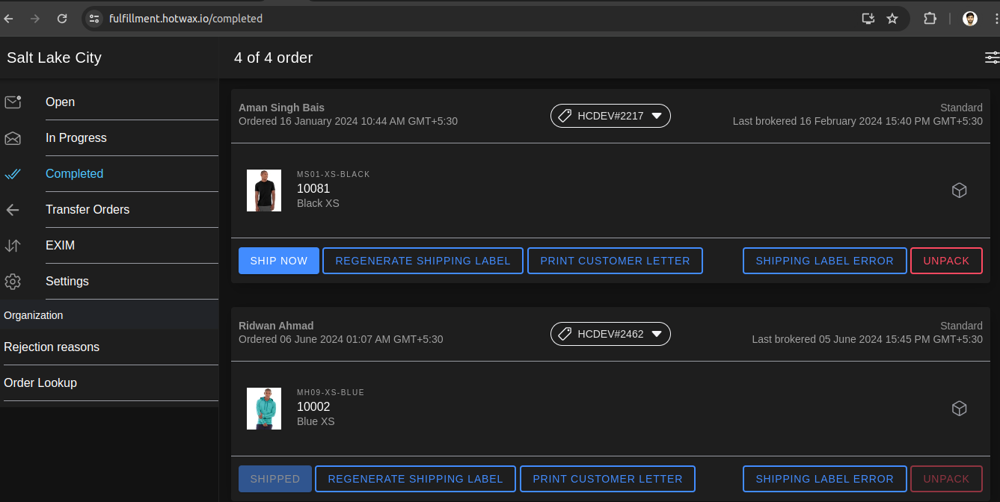 fulfillment.hotwax.io/completed
Salt Lake City
4 of 4 order
Open
In Progress
Completed
Transfer Orders
EXIM
Settings
Organization
Rejection reasons
Order Lookup
Aman Singh Bais
Ordered 16 January 2024 10:44 AM GMT+5:30
HCDEV#2217
Standard
Last brokered 16 February 2024 15:40 PM GMT+5:30
MS01-XS-BLACK
10081
Black XS
SHIP NOW
REGENERATE SHIPPING LABEL
PRINT CUSTOMER LETTER
SHIPPING LABEL ERROR
UNPACK
Ridwan Ahmad
Ordered 06 June 2024 01:07 AM GMT+5:30
HCDEV#2462
Standard
Last brokered 05 June 2024 15:45 PM GMT+5:30
MH09-XS-BLUE
10002
Blue XS
SHIPPED
REGENERATE SHIPPING LABEL
PRINT CUSTOMER LETTER
SHIPPING LABEL ERROR
UNPACK